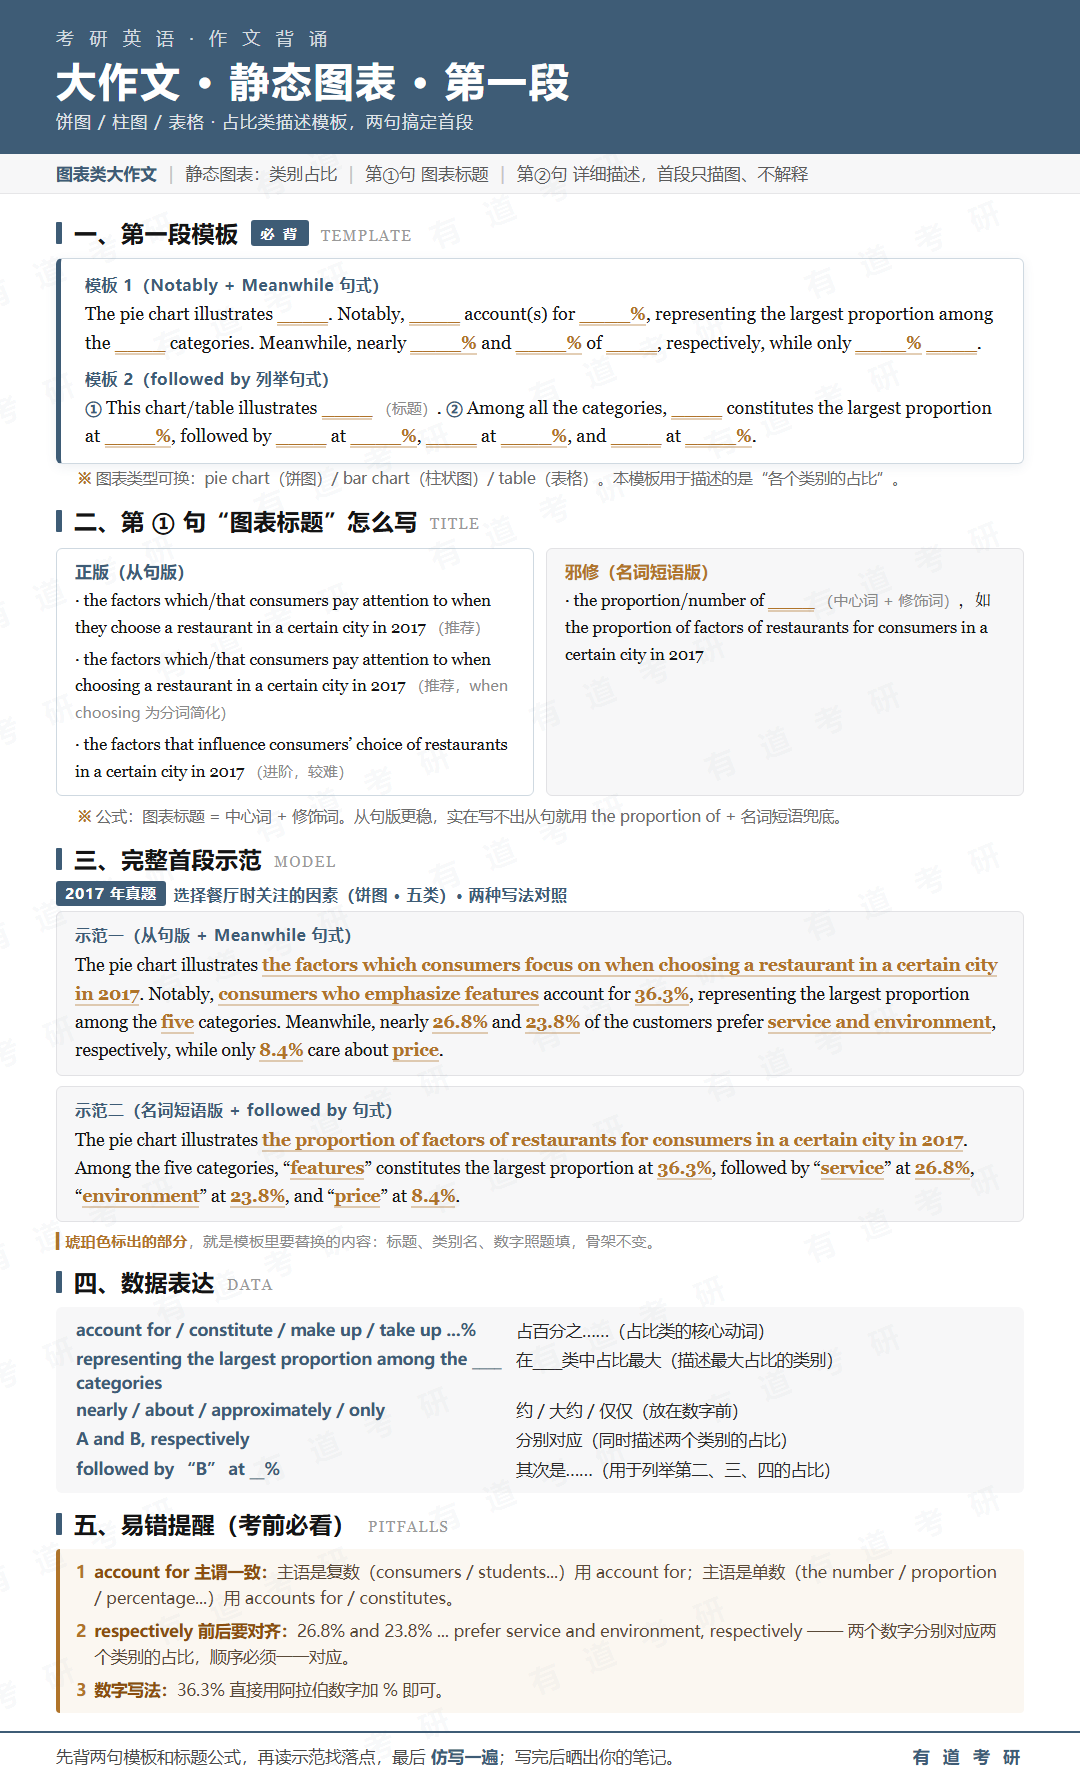 考研英语·作文背诵
大作文 · 静态图表 · 第一段
饼图 / 柱图 / 表格 · 占比类描述模板，两句搞定首段
图表类大作文 | 静态图表：类别占比 | 第①句 图表标题 | 第②句 详细描述，首段只描图、不解释
一、第一段模板 必背 TEMPLATE
模板 1（Notably + Meanwhile 句式）
The pie chart illustrates _____. Notably, _____ account(s) for _____%, representing the largest proportion among
the _____ categories. Meanwhile, nearly _____% and _____% of _____, respectively, while only _____% _____.
模板 2（followed by 列举句式）
① This chart/table illustrates _____（标题）. ② Among all the categories, _____ constitutes the largest proportion
at _____%, followed by _____ at _____%, _____ at _____%, and _____ at _____%.
※ 图表类型可换：pie chart（饼图）/ bar chart（柱状图）/ table（表格）。本模板用于描述的是“各个类别的占比”。
二、第 ① 句“图表标题”怎么写 TITLE
正版（从句版）
· the factors which/that consumers pay attention to when
they choose a restaurant in a certain city in 2017（推荐）
· the factors which/that consumers pay attention to when
choosing a restaurant in a certain city in 2017（推荐，when
choosing 为分词简化）
· the factors that influence consumers’ choice of restaurants
in a certain city in 2017（进阶，较难）
邪修（名词短语版）
· the proportion/number of _____（中心词 + 修饰词），如
the proportion of factors of restaurants for consumers in a
certain city in 2017
※ 公式：图表标题 = 中心词 + 修饰词。从句版更稳，实在写不出从句就用 the proportion of + 名词短语兜底。
三、完整首段示范 MODEL
2017 年真题 选择餐厅时关注的因素（饼图 · 五类）· 两种写法对照
示范一（从句版 + Meanwhile 句式）
The pie chart illustrates the factors which consumers focus on when choosing a restaurant in a certain city
in 2017. Notably, consumers who emphasize features account for 36.3%, representing the largest proportion
among the five categories. Meanwhile, nearly 26.8% and 23.8% of the customers prefer service and environment,
respectively, while only 8.4% care about price.
示范二（名词短语版 + followed by 句式）
The pie chart illustrates the proportion of factors of restaurants for consumers in a certain city in 2017.
Among the five categories, “features” constitutes the largest proportion at 36.3%, followed by “service” at 26.8%,
“environment” at 23.8%, and “price” at 8.4%.
琥珀色标出的部分，就是模板里要替换的内容：标题、类别名、数字照题填，骨架不变。
四、数据表达 DATA
account for / constitute / make up / take up ...% 占百分之……（占比类的核心动词）
representing the largest proportion among the ___ 在___类中占比最大（描述最大占比的类别）
categories
nearly / about / approximately / only 约 / 大约 / 仅仅（放在数字前）
A and B, respectively 分别对应（同时描述两个类别的占比）
followed by “B” at _% 其次是……（用于列举第二、三、四的占比）
五、易错提醒（考前必看） PITFALLS
1 account for 主谓一致：主语是复数（consumers / students...）用 account for；主语是单数（the number / proportion
/ percentage...）用 accounts for / constitutes。
2 respectively 前后要对齐：26.8% and 23.8% ... prefer service and environment, respectively —— 两个数字分别对应两
个类别的占比，顺序必须一一对应。
3 数字写法：36.3% 直接用阿拉伯数字加 % 即可。
先背两句模板和标题公式，再读示范找落点，最后 仿写一遍；写完后晒出你的笔记。
有道考研